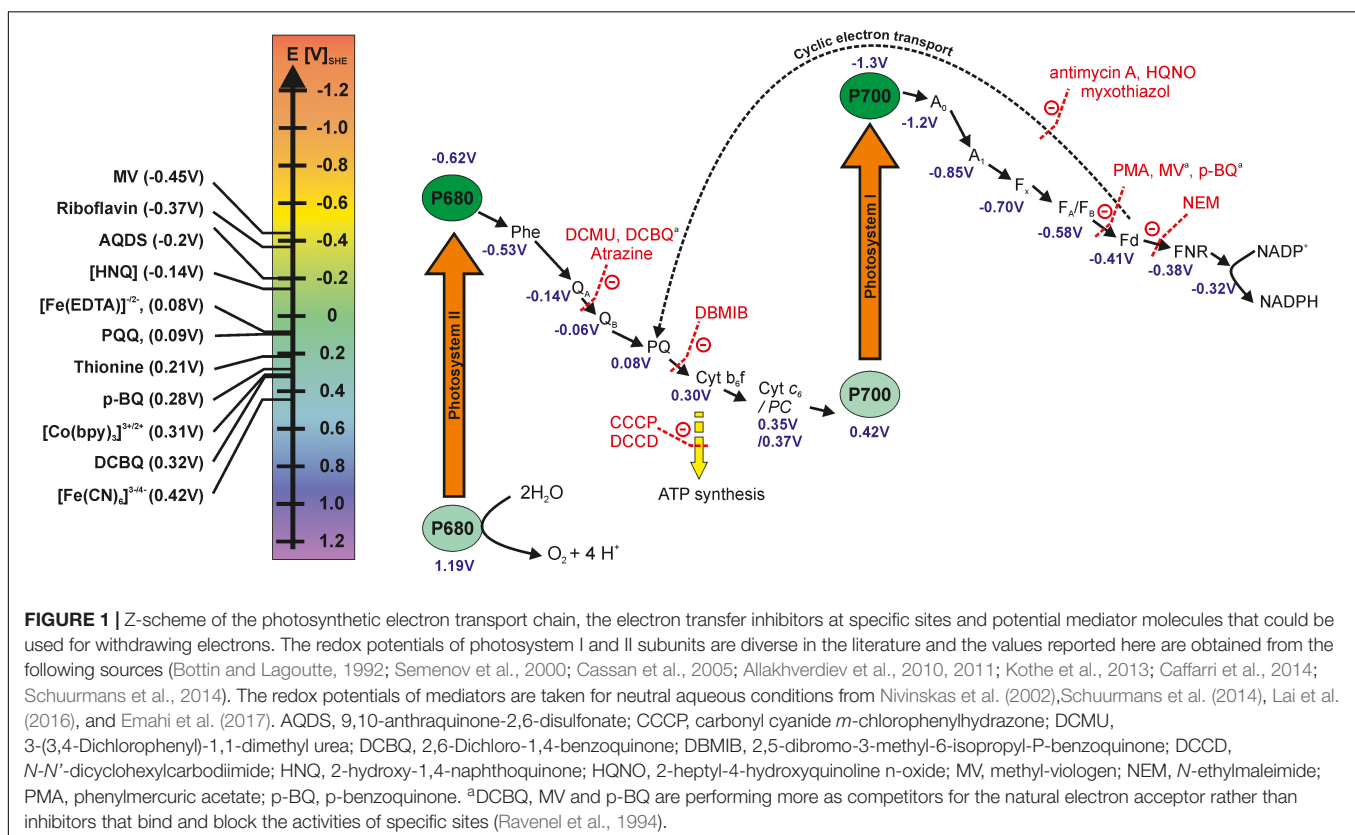 E [V]SHE
-1.2
-1.0
-0.8
-0.6
-0.4
-0.2
0
0.2
0.4
0.6
0.8
1.0
1.2
MV (-0.45V)
Riboflavin (-0.37V)
AQDS (-0.2V)
[HNQ] (-0.14V)
[Fe(EDTA)]-/2-, (0.08V)
PQQ, (0.09V)
Thionine (0.21V)
p-BQ (0.28V)
[Co(bpy)3]3+/2+ (0.31V)
DCBQ (0.32V)
[Fe(CN)6]3-/4- (0.42V)
-0.62V
P680
Photosystem II
P680
1.19V
2H2O
O2 + 4 H+
Phe
-0.53V
QA
-0.14V
DCMU, DCBQa
Atrazine
QB
-0.06V
PQ
0.08V
DBMIB
Cyt b6f
0.30V
CCCP
DCCD
ATP synthesis
Cyt c6
/ PC
0.35V
/0.37V
P700
0.42V
Photosystem I
Cyclic electron transport
-1.3V
P700
A0
-1.2V
A1
-0.85V
Fx
-0.70V
FA/FB
-0.58V
antimycin A, HQNO
myxothiazol
PMA, MVa, p-BQa
Fd
-0.41V
NEM
FNR
-0.38V
NADP+
-0.32V
NADPH
FIGURE 1 | Z-scheme of the photosynthetic electron transport chain, the electron transfer inhibitors at specific sites and potential mediator molecules that could be
used for withdrawing electrons. The redox potentials of photosystem I and II subunits are diverse in the literature and the values reported here are obtained from the
following sources (Bottin and Lagoutte, 1992; Semenov et al., 2000; Cassan et al., 2005; Allakhverdiev et al., 2010, 2011; Kothe et al., 2013; Caffarri et al., 2014;
Schuurmans et al., 2014). The redox potentials of mediators are taken for neutral aqueous conditions from Nivinskas et al. (2002),Schuurmans et al. (2014), Lai et al.
(2016), and Emahi et al. (2017). AQDS, 9,10-anthraquinone-2,6-disulfonate; CCCP, carbonyl cyanide m-chlorophenylhydrazone; DCMU,
3-(3,4-Dichlorophenyl)-1,1-dimethyl urea; DCBQ, 2,6-Dichloro-1,4-benzoquinone; DBMIB, 2,5-dibromo-3-methyl-6-isopropyl-P-benzoquinone; DCCD,
N-N'-dicyclohexylcarbodiimide; HNQ, 2-hydroxy-1,4-naphthoquinone; HQNO, 2-heptyl-4-hydroxyquinoline n-oxide; MV, methyl-viologen; NEM, N-ethylmaleimide;
PMA, phenylmercuric acetate; p-BQ, p-benzoquinone. aDCBQ, MV and p-BQ are performing more as competitors for the natural electron acceptor rather than
inhibitors that bind and block the activities of specific sites (Ravenel et al., 1994).